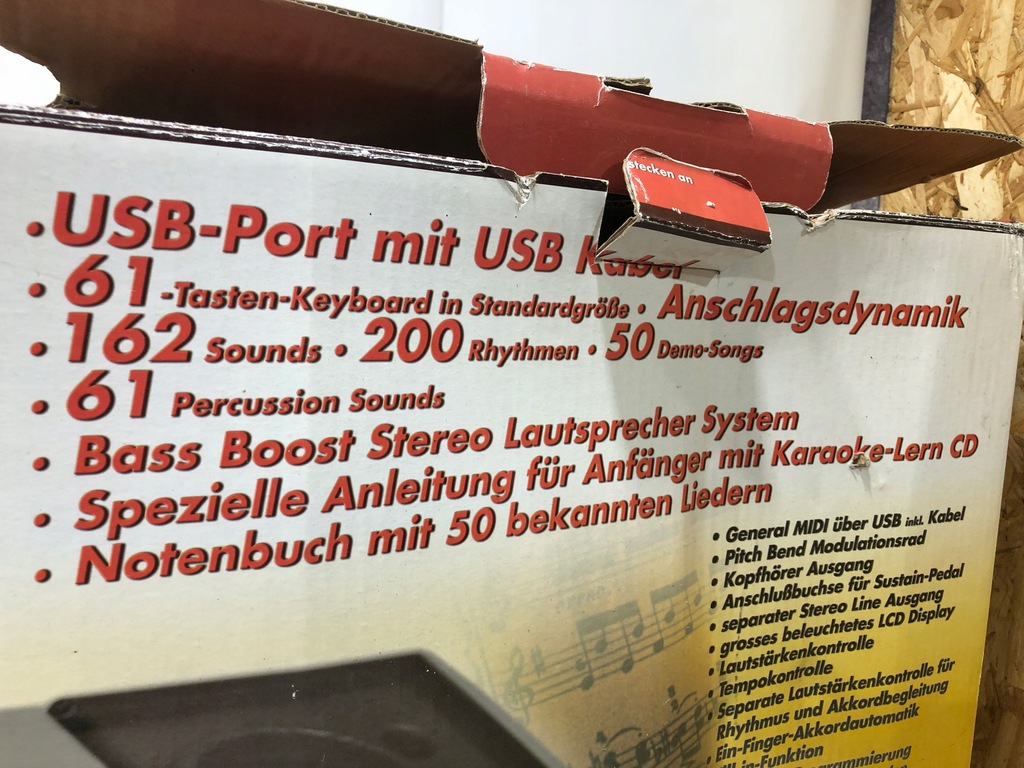 stecken an
•USB-Port mit USB Kabel
• 61-Tasten-Keyboard in Standardgröße • Anschlagsdynamik
• 162 Sounds • 200 Rhythmen • 50 Demo-Songs
• 61 Percussion Sounds
• Bass Boost Stereo Lautsprecher System
• Spezielle Anleitung für Anfänger mit Karaoke-Lern CD
• Notenbuch mit 50 bekannten Liedern
• General MIDI über USB inkl. Kabel
• Pitch Bend Modulationsrad
• Kopfhörer Ausgang
• Anschlußbuchse für Sustain-Pedal
• separater Stereo Line Ausgang
• grosses beleuchtetes LCD Display
• Lautstärkenkontrolle
• Tempokontrolle
• Separate Lautstärkenkontrolle für
Rhythmus und Akkordbegleitung
• Ein-Finger-Akkordautomatik